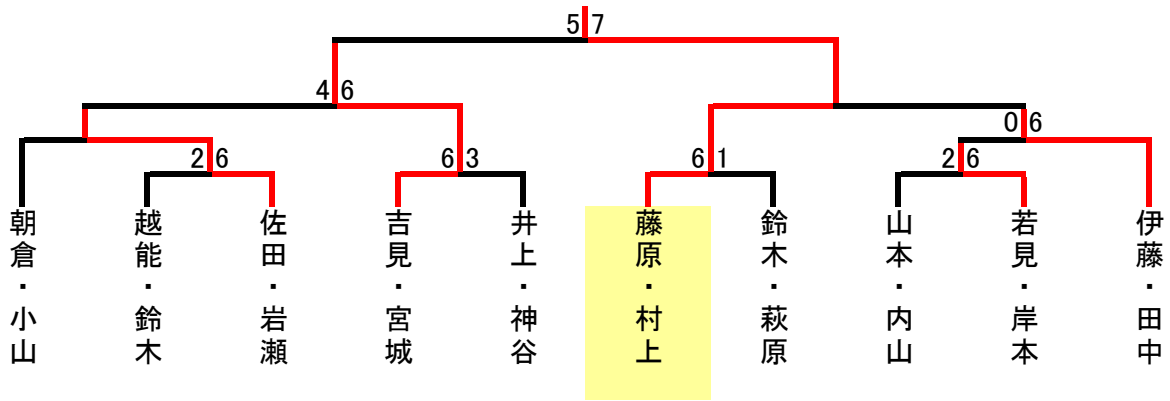 5 7
4 6
0 6
2 6
6 3
6 1
2 6
朝倉・小山
越能・鈴木
佐田・岩瀬
吉見・宮城
井上・神谷
藤原・村上
鈴木・萩原
山本・内山
若見・岸本
伊藤・田中